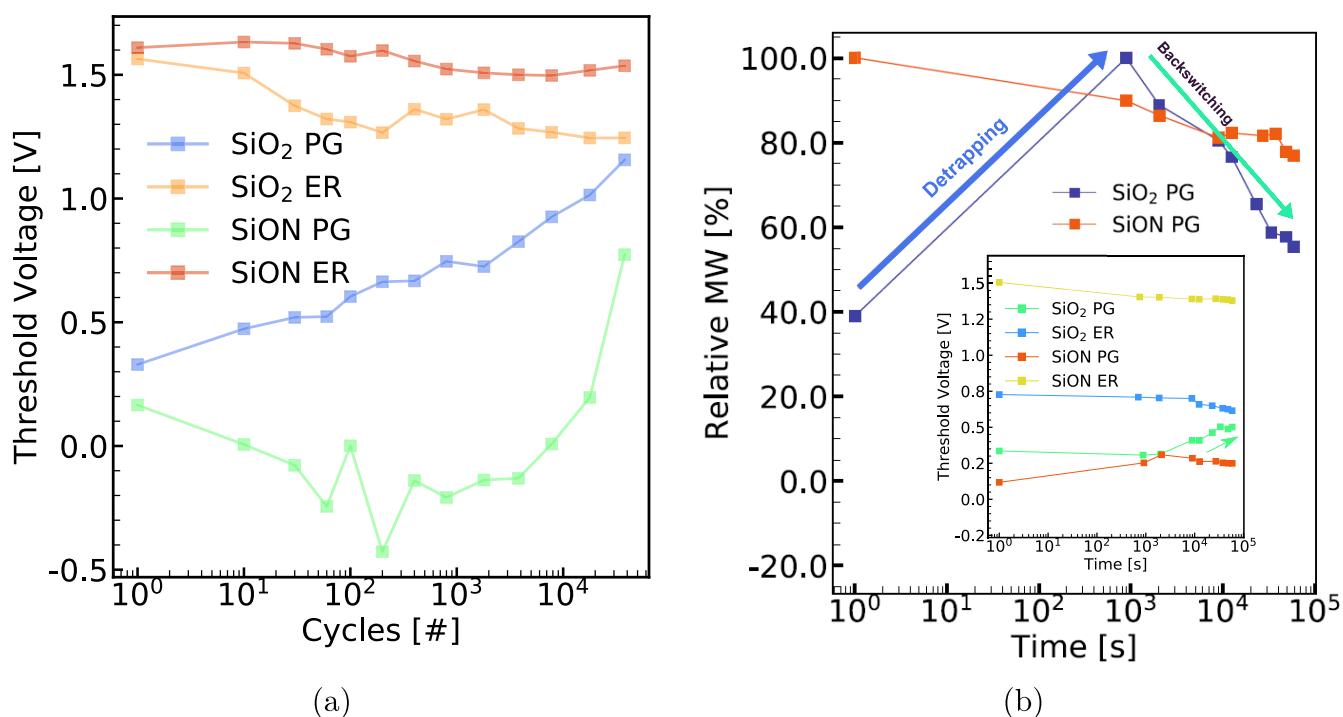 Threshold Voltage [V]
1.5
1.0
0.5
0.0
-0.5
SiO₂ PG
SiO₂ ER
SiON PG
SiON ER
10⁰ 10¹ 10² 10³ 10⁴
Cycles [#]
(a)
Relative MW [%]
100.0
80.0
60.0
40.0
20.0
0.0
-20.0
Detrapping
Backswitching
SiO₂ PG
SiON PG
Threshold Voltage [V]
1.5
1.2
1.0
0.8
0.5
0.2
0.0
-0.2
SiO₂ PG
SiO₂ ER
SiON PG
SiON ER
10⁰ 10¹ 10² 10³ 10⁴ 10⁵
Time [s]
10⁰ 10¹ 10² 10³ 10⁴ 10⁵
Time [s]
(b)